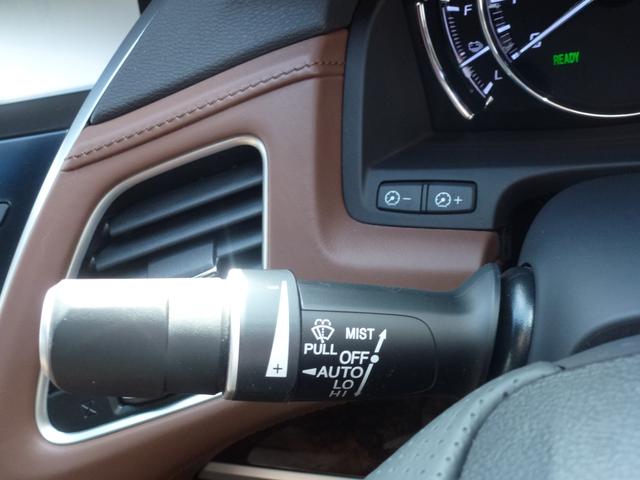 F
L
READY
-
+
-
+
MIST
PULL
OFF
AUTO
LO
HI